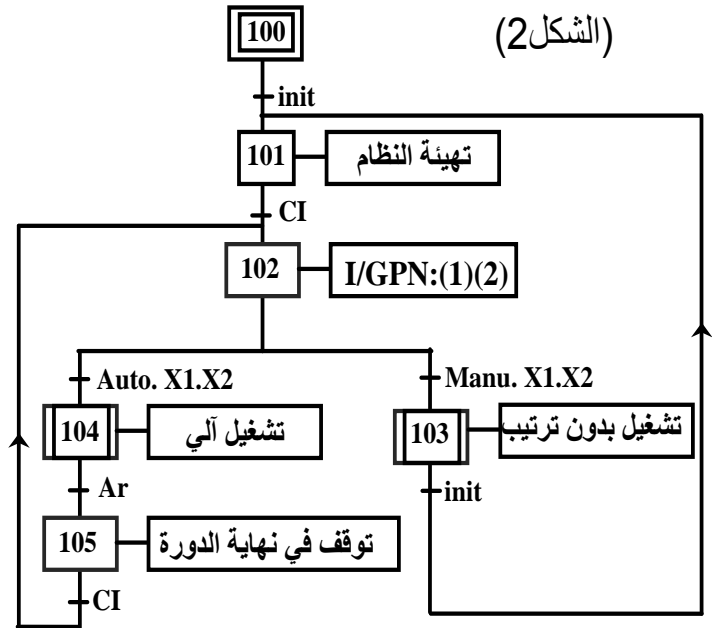 (الشكل2)
100
init
101
تهيئة النظام
CI
102
I/GPN:(1)(2)
Auto. X1.X2
Manu. X1.X2
104
تشغيل آلي
103
تشغيل بدون ترتيب
Ar
init
105
توقف في نهاية الدورة
CI